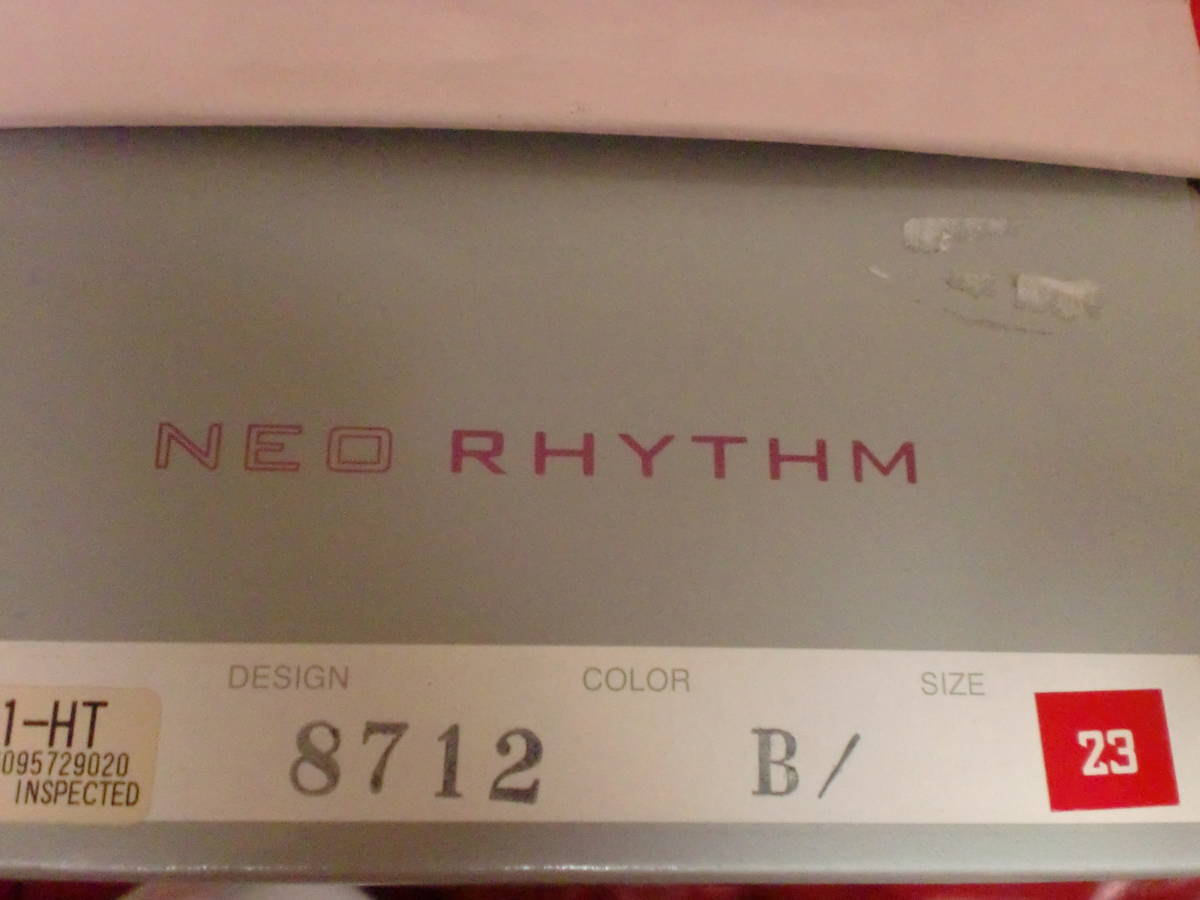 NEO RHYTHM
DESIGN COLOR SIZE
8712 B/ 23
1-HT
095729020
INSPECTED